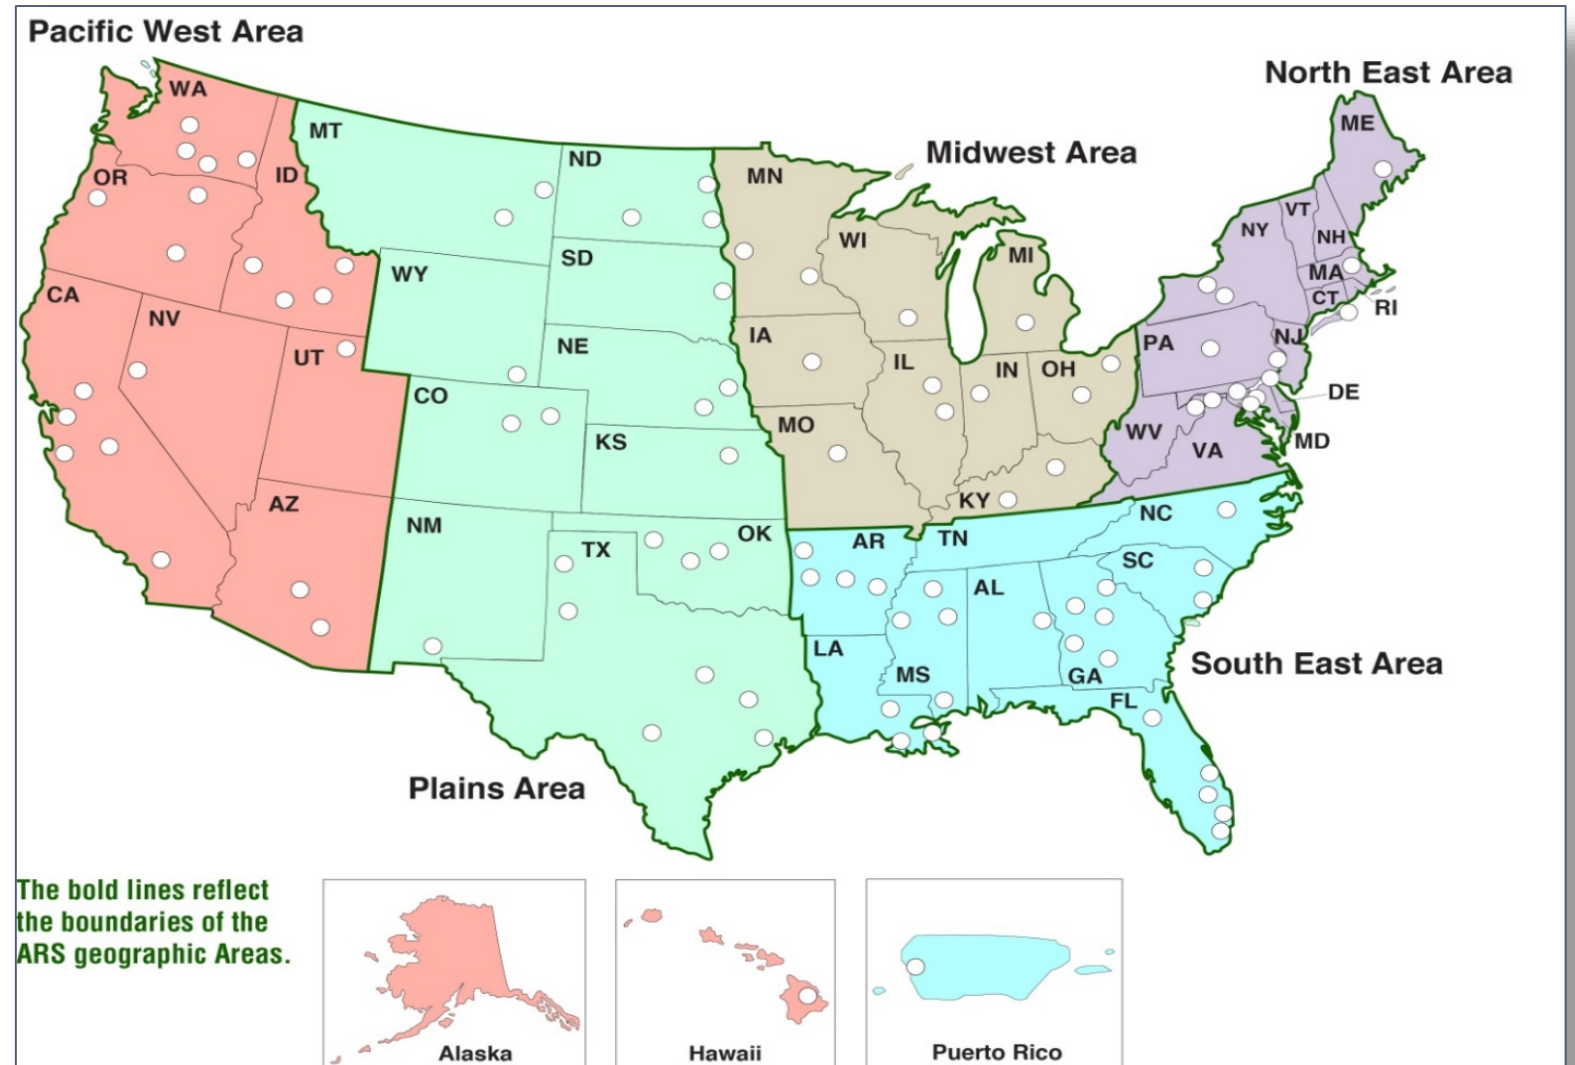 Pacific West Area
North East Area
Midwest Area
WA
MT
ND
MN
ME
OR
ID
VT
NY
NH
WI
MI
SD
WY
MA
CA
CT
RI
NV
IA
NE
PA
NJ
UT
IL
IN
OH
CO
DE
MO
KS
WV
MD
VA
AZ
KY
NM
NC
OK
TX
AR
TN
SC
AL
LA
MS
GA
South East Area
FL
Plains Area
The bold lines reflect
the boundaries of the
ARS geographic Areas.
Alaska
Hawaii
Puerto Rico